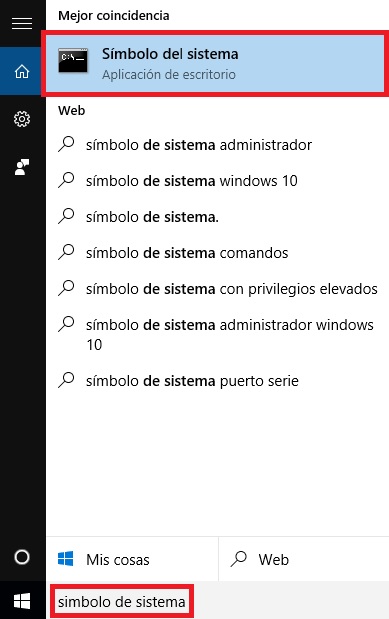 Mejor coincidencia
C:\._
Símbolo del sistema
Aplicación de escritorio
Web
símbolo de sistema administrador
símbolo de sistema windows 10
símbolo de sistema.
símbolo de sistema comandos
símbolo de sistema con privilegios elevados
símbolo de sistema administrador windows
10
símbolo de sistema puerto serie
Mis cosas
Web
simbolo de sistema